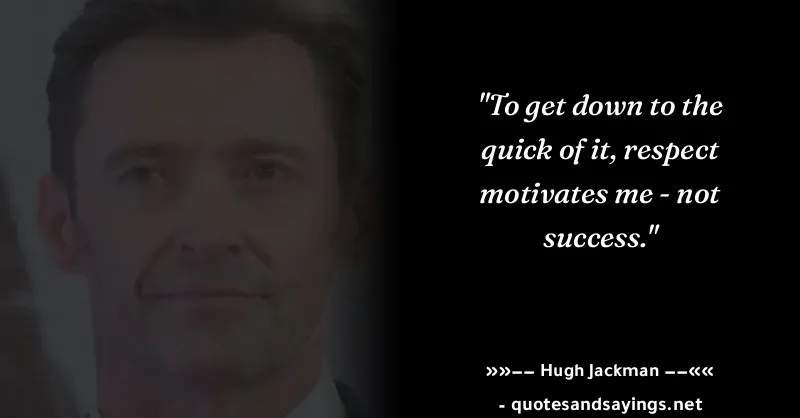 "To get down to the
quick of it, respect
motivates me - not
success."
»»−− Hugh Jackman −−««
- quotesandsayings.net